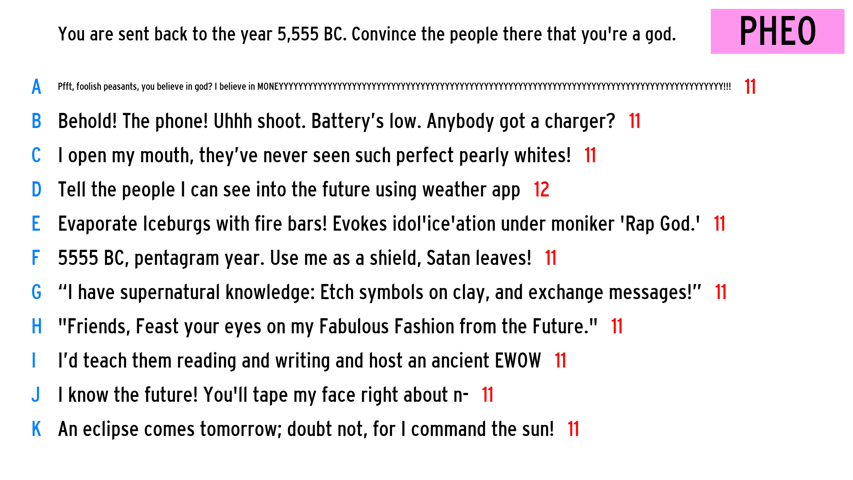 You are sent back to the year 5,555 BC. Convince the people there that you're a god.
PHEO
A Pfft, foolish peasants, you believe in god? I believe in MONEYYYYYYYYYYYYYYYYYYYYYYYYYYYYYYYYYYYYYYYYYYYYYYYYYYYYYYYYYYYYYYYYYYYYYYYYYYYYYYYYYYYYYYYYYYY!!! 11
B Behold! The phone! Uhhh shoot. Battery’s low. Anybody got a charger? 11
C I open my mouth, they’ve never seen such perfect pearly whites! 11
D Tell the people I can see into the future using weather app 12
E Evaporate Iceburgs with fire bars! Evokes idol'ice'ation under moniker 'Rap God.' 11
F 5555 BC, pentagram year. Use me as a shield, Satan leaves! 11
G “I have supernatural knowledge: Etch symbols on clay, and exchange messages!” 11
H "Friends, Feast your eyes on my Fabulous Fashion from the Future." 11
I I’d teach them reading and writing and host an ancient EWOW 11
J I know the future! You'll tape my face right about n- 11
K An eclipse comes tomorrow; doubt not, for I command the sun! 11